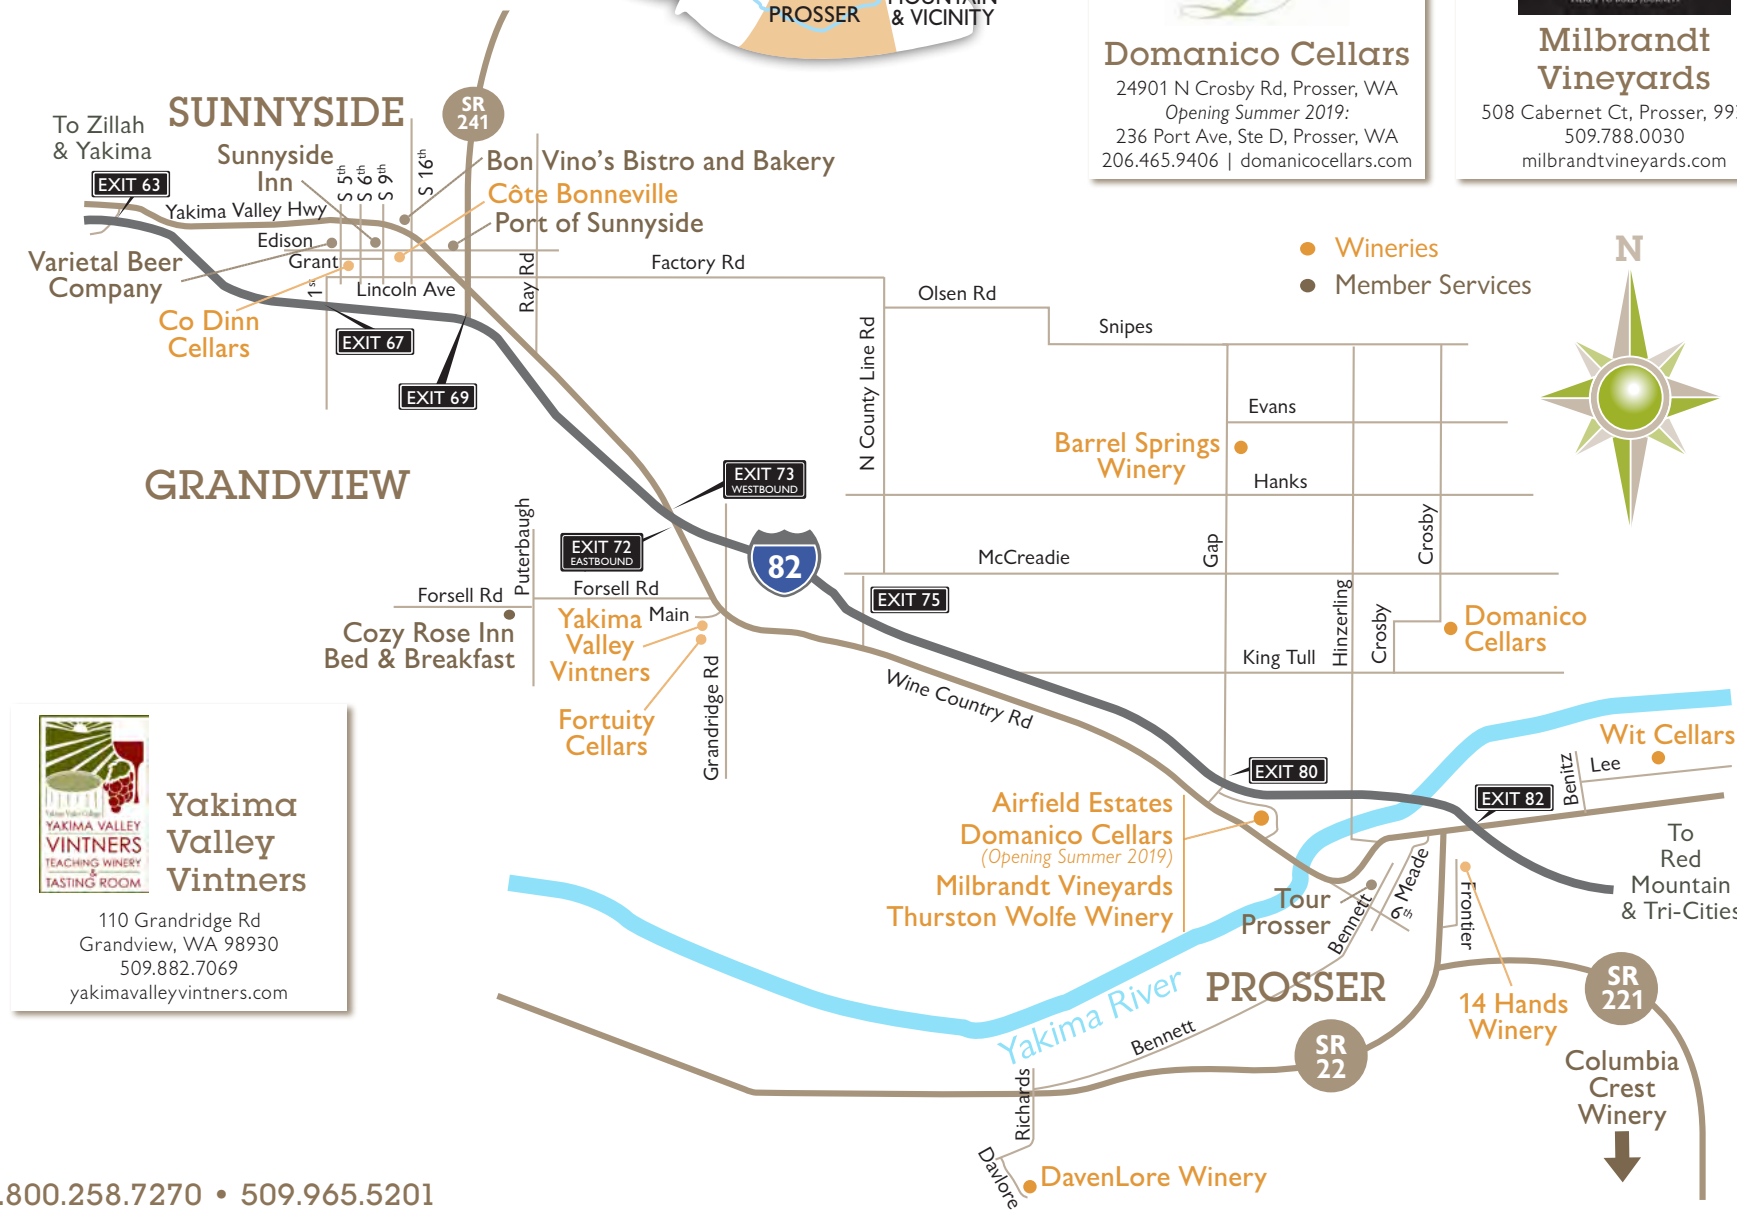 PROSSER
& VICINITY
Domanico Cellars
24901 N Crosby Rd, Prosser, WA
Opening Summer 2019:
236 Port Ave, Ste D, Prosser, WA
206.465.9406 | domanicocellars.com
Milbrandt
Vineyards
508 Cabernet Ct, Prosser,
509.788.0030
milbrandtvineyards.com
SUNNYSIDE
SR
241
To Zillah
& Yakima
EXIT 63
Sunnyside
Inn
S 5th
S 6th
S 9th
S 16th
Bon Vino's Bistro and Bakery
Côte Bonneville
Port of Sunnyside
Yakima Valley Hwy
Edison
Grant
Varietal Beer
Company
1st
Lincoln Ave
Ray Rd
Factory Rd
Co Dinn
Cellars
EXIT 67
EXIT 69
Olsen Rd
Snipes
N County Line Rd
Wineries
Member Services
N
Evans
Barrel Springs
Winery
Hanks
GRANDVIEW
EXIT 73
WESTBOUND
EXIT 72
EASTBOUND
82
Puterbaugh
McCreadie
Gap
Crosby
Forsell Rd
Forsell Rd
Main
EXIT 75
Hinzerling
Crosby
Cozy Rose Inn
Bed & Breakfast
Yakima
Valley
Vintners
Domanico
Cellars
King Tull
Grandridge Rd
Wine Country Rd
Fortuity
Cellars
Wit Cellars
Benitz
Lee
EXIT 80
EXIT 82
YAKIMA VALLEY
VINTNERS
TEACHING WINERY
&
TASTING ROOM
Yakima
Valley
Vintners
110 Grandridge Rd
Grandview, WA 98930
509.882.7069
yakimavalleyvintners.com
Airfield Estates
Domanico Cellars
(Opening Summer 2019)
Milbrandt Vineyards
Thurston Wolfe Winery
To
Red
Mountain
& Tri-Cities
Tour
Prosser
Bennett
6th
Meade
Frontier
PROSSER
Yakima River
Bennett
14 Hands
Winery
SR
221
SR
22
Columbia
Crest
Winery
Richards
Davlore
DavenLore Winery
.800.258.7270 • 509.965.5201